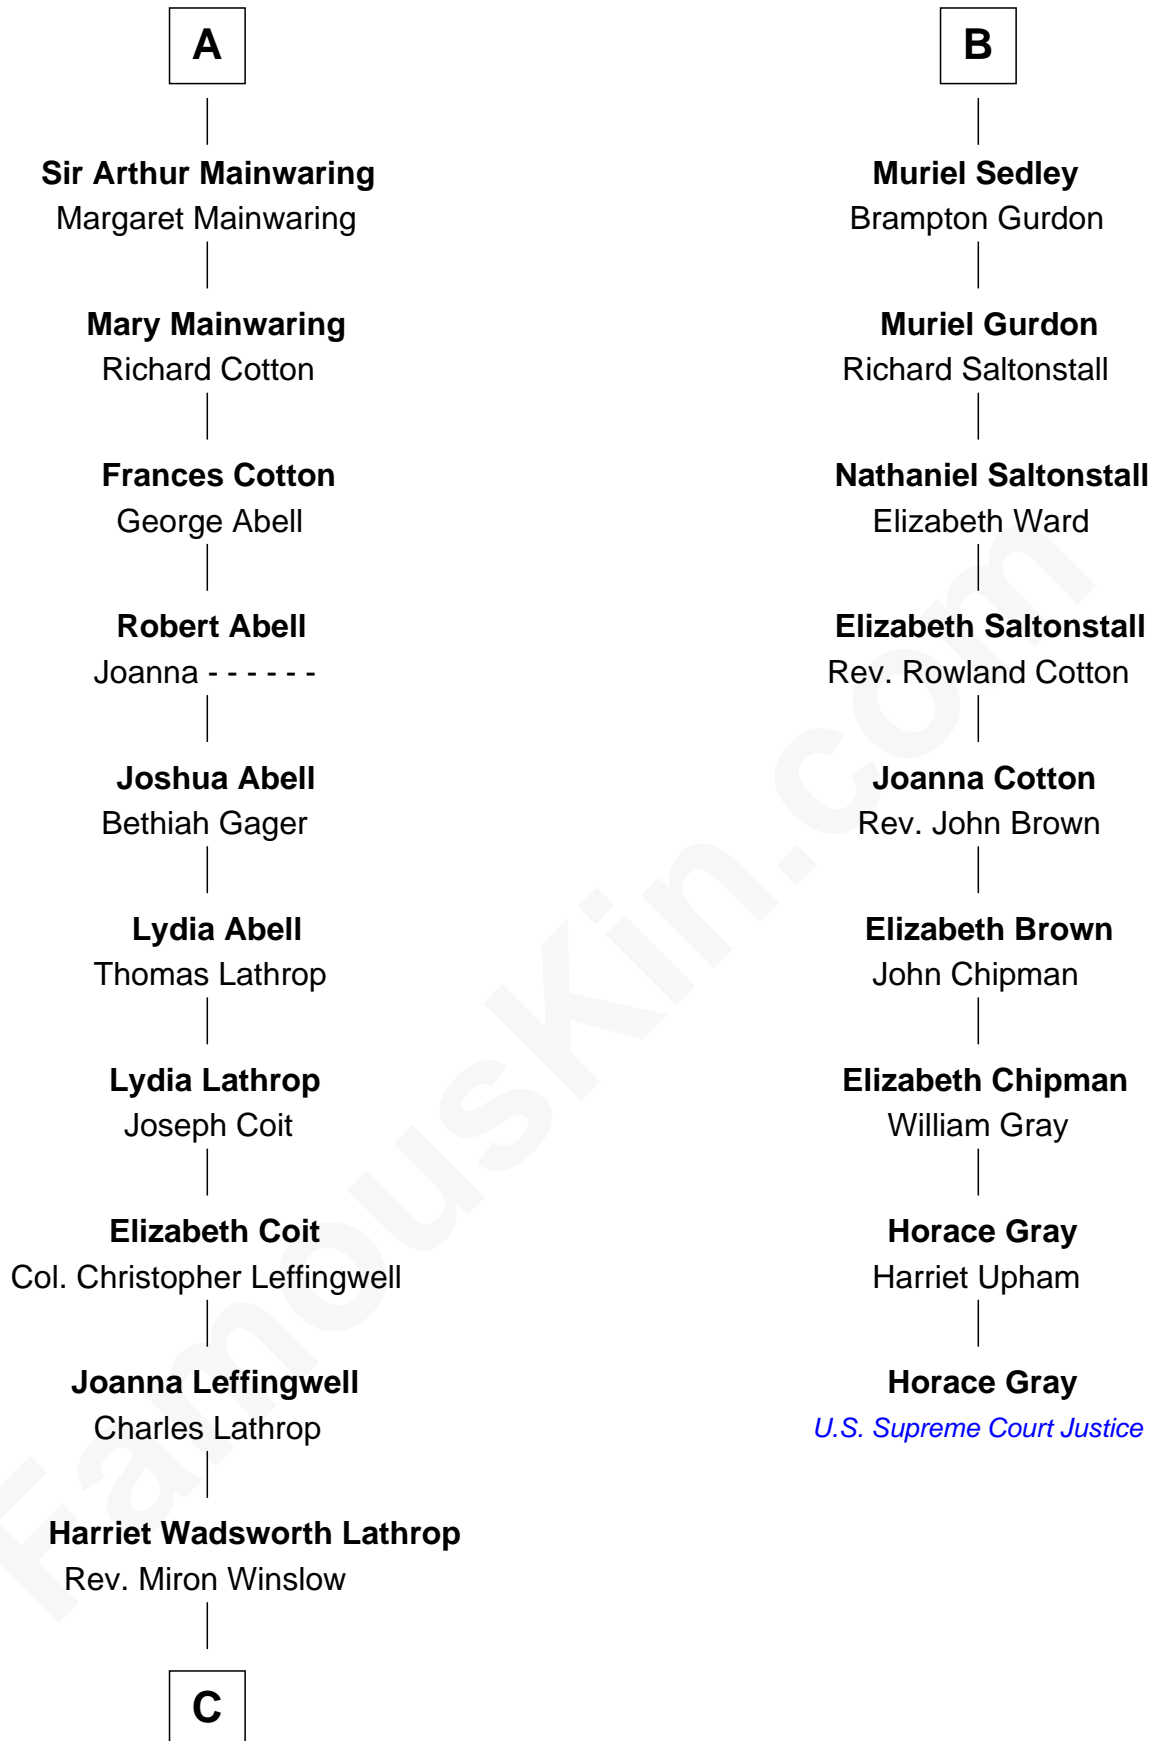 A
Sir Arthur Mainwaring
Margaret Mainwaring
Mary Mainwaring
Richard Cotton
Frances Cotton
George Abell
Robert Abell
Joanna - - - - - -
Joshua Abell
Bethiah Gager
Lydia Abell
Thomas Lathrop
Lydia Lathrop
Joseph Coit
Elizabeth Coit
Col. Christopher Leffingwell
Joanna Leffingwell
Charles Lathrop
Harriet Wadsworth Lathrop
Rev. Miron Winslow
C
B
Muriel Sedley
Brampton Gurdon
Muriel Gurdon
Richard Saltonstall
Nathaniel Saltonstall
Elizabeth Ward
Elizabeth Saltonstall
Rev. Rowland Cotton
Joanna Cotton
Rev. John Brown
Elizabeth Brown
John Chipman
Elizabeth Chipman
William Gray
Horace Gray
Harriet Upham
Horace Gray
U.S. Supreme Court Justice
FamousKin.com